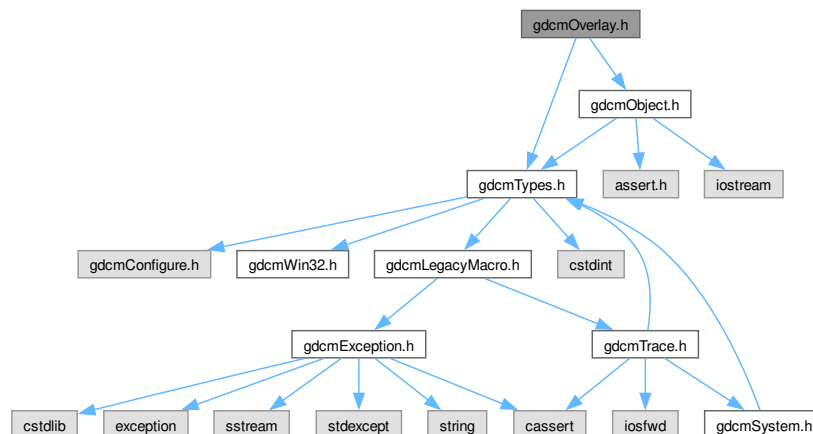 gdcmOverlay.h
gdcmObject.h
gdcmTypes.h
assert.h
iostream
gdcmConfigure.h
gdcmWin32.h
gdcmLegacyMacro.h
cstdint
gdcmException.h
gdcmTrace.h
cstdlib
exception
sstream
stdexcept
string
cassert
iosfwd
gdcmSystem.h